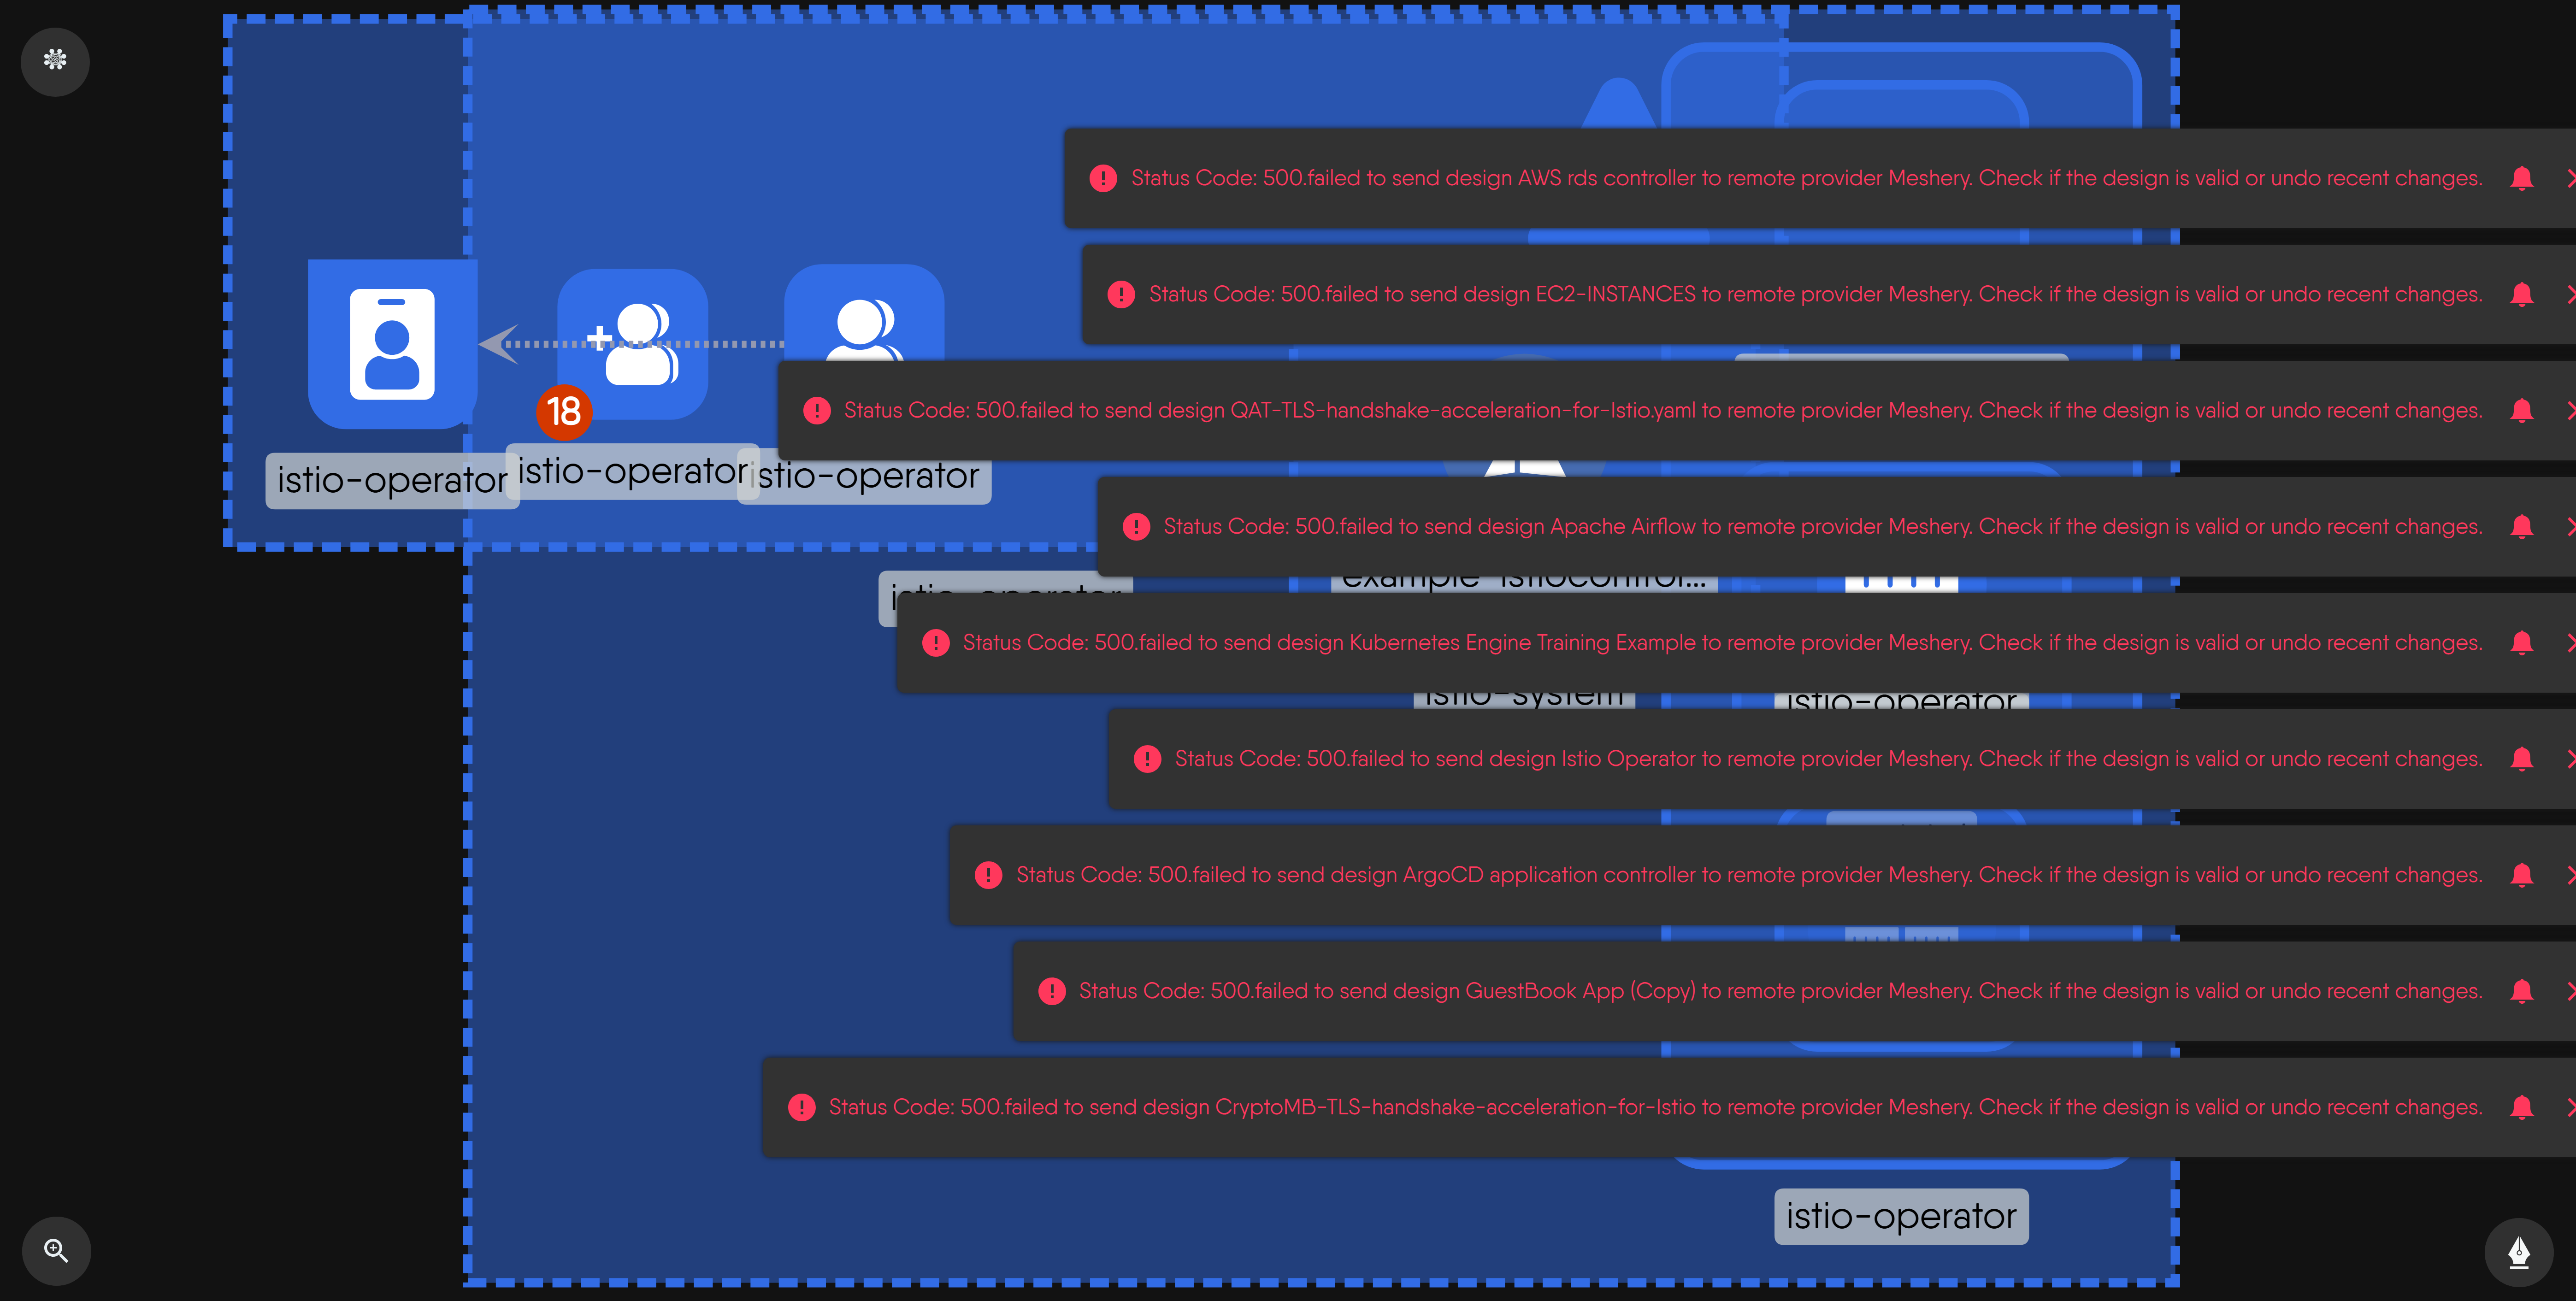 Status Code: 500.failed to send design AWS rds controller to remote provider Meshery. Check if the design is valid or undo recent changes.
Status Code: 500.failed to send design EC2-INSTANCES to remote provider Meshery. Check if the design is valid or undo recent changes.
Status Code: 500.failed to send design QAT-TLS-handshake-acceleration-for-Istio.yaml to remote provider Meshery. Check if the design is valid or undo recent changes.
18
istio-operator
istio-operator
istio-operator
Status Code: 500.failed to send design Apache Airflow to remote provider Meshery. Check if the design is valid or undo recent changes.
example-istiocontrol...
istio-operator
Status Code: 500.failed to send design Kubernetes Engine Training Example to remote provider Meshery. Check if the design is valid or undo recent changes.
istio-system
istio-operator
Status Code: 500.failed to send design Istio Operator to remote provider Meshery. Check if the design is valid or undo recent changes.
Status Code: 500.failed to send design ArgoCD application controller to remote provider Meshery. Check if the design is valid or undo recent changes.
Status Code: 500.failed to send design GuestBook App (Copy) to remote provider Meshery. Check if the design is valid or undo recent changes.
Status Code: 500.failed to send design CryptoMB-TLS-handshake-acceleration-for-Istio to remote provider Meshery. Check if the design is valid or undo recent changes.
istio-operator